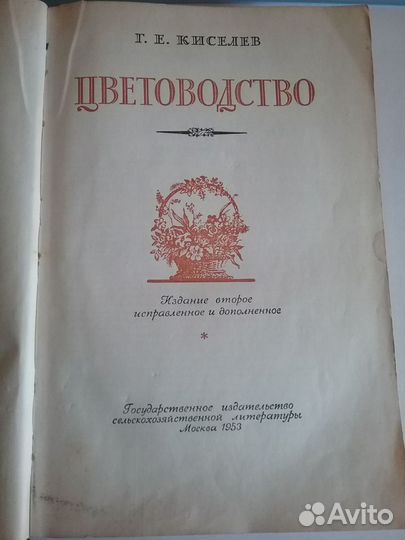 Г. Е. КИСЕЛЕВ
ЦВЕТОВОДСТВО
Издание второе
исправленное и дополненное
*
Государственное издательство
сельскохозяйственной литературы
Москва 1953
Avito